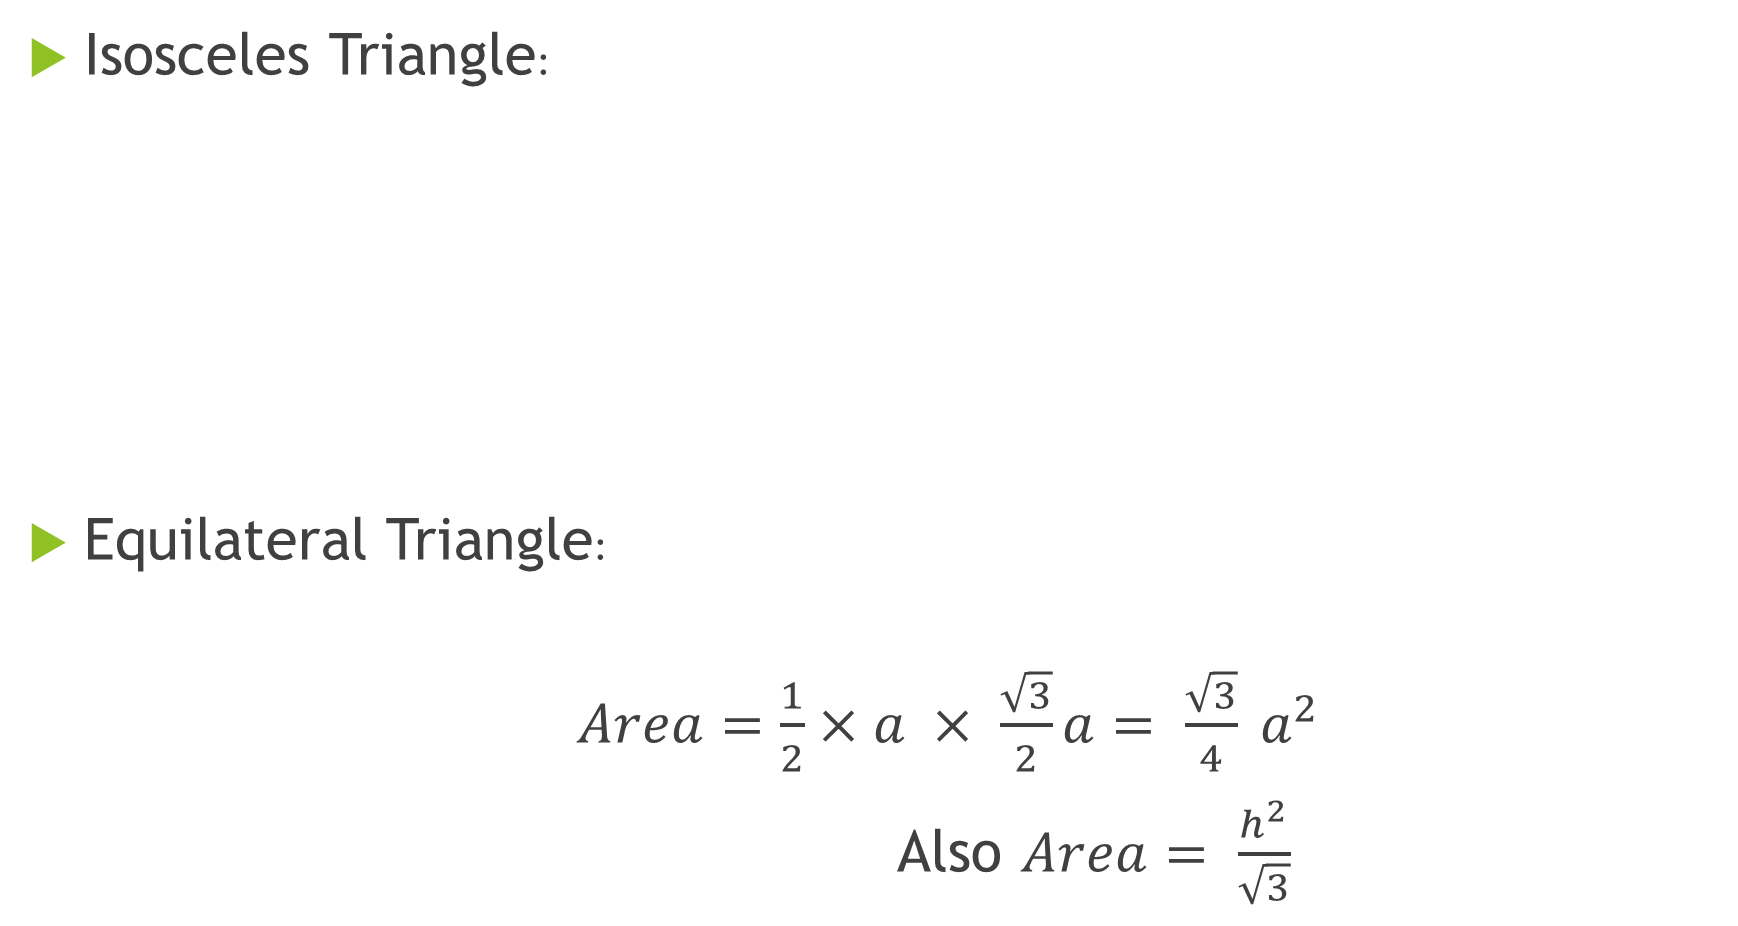 Isosceles Triangle:
Equilateral Triangle:
Area = 1/2 × a × √3/2 a = √3/4 a²
Also Area = h²/√3